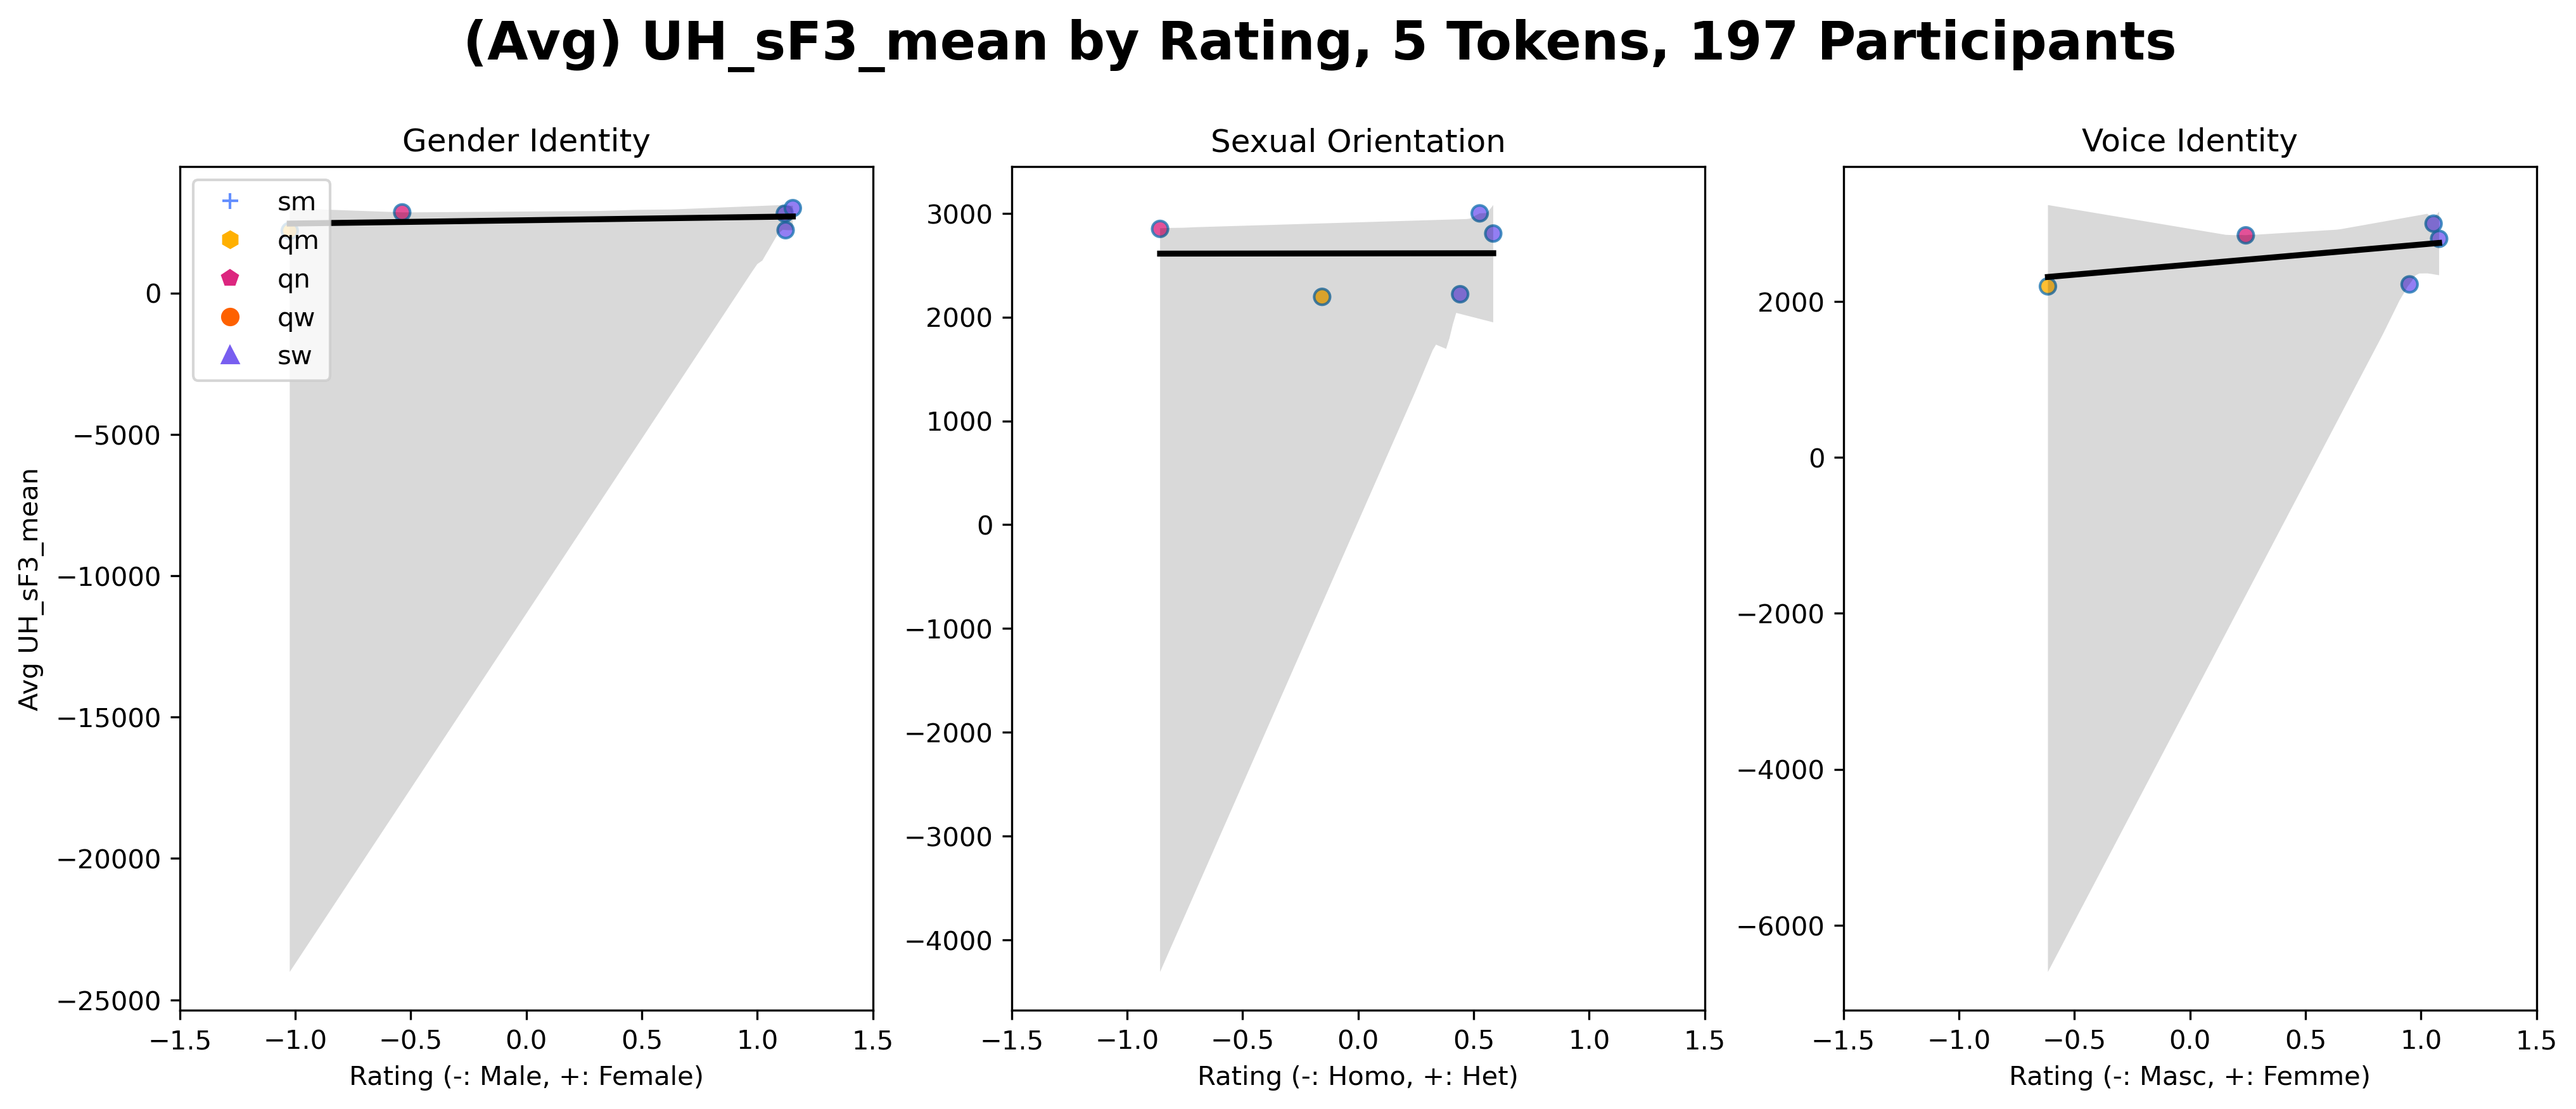 (Avg) UH_sF3_mean by Rating, 5 Tokens, 197 Participants
Gender Identity
Sexual Orientation
Voice Identity
sm
qm
qn
qw
sw
0
−5000
−10000
−15000
−20000
−25000
Avg UH_sF3_mean
−1.5 −1.0 −0.5 0.0 0.5 1.0 1.5
Rating (-: Male, +: Female)
3000
2000
1000
0
−1000
−2000
−3000
−4000
−1.5 −1.0 −0.5 0.0 0.5 1.0 1.5
Rating (-: Homo, +: Het)
2000
0
−2000
−4000
−6000
−1.5 −1.0 −0.5 0.0 0.5 1.0 1.5
Rating (-: Masc, +: Femme)